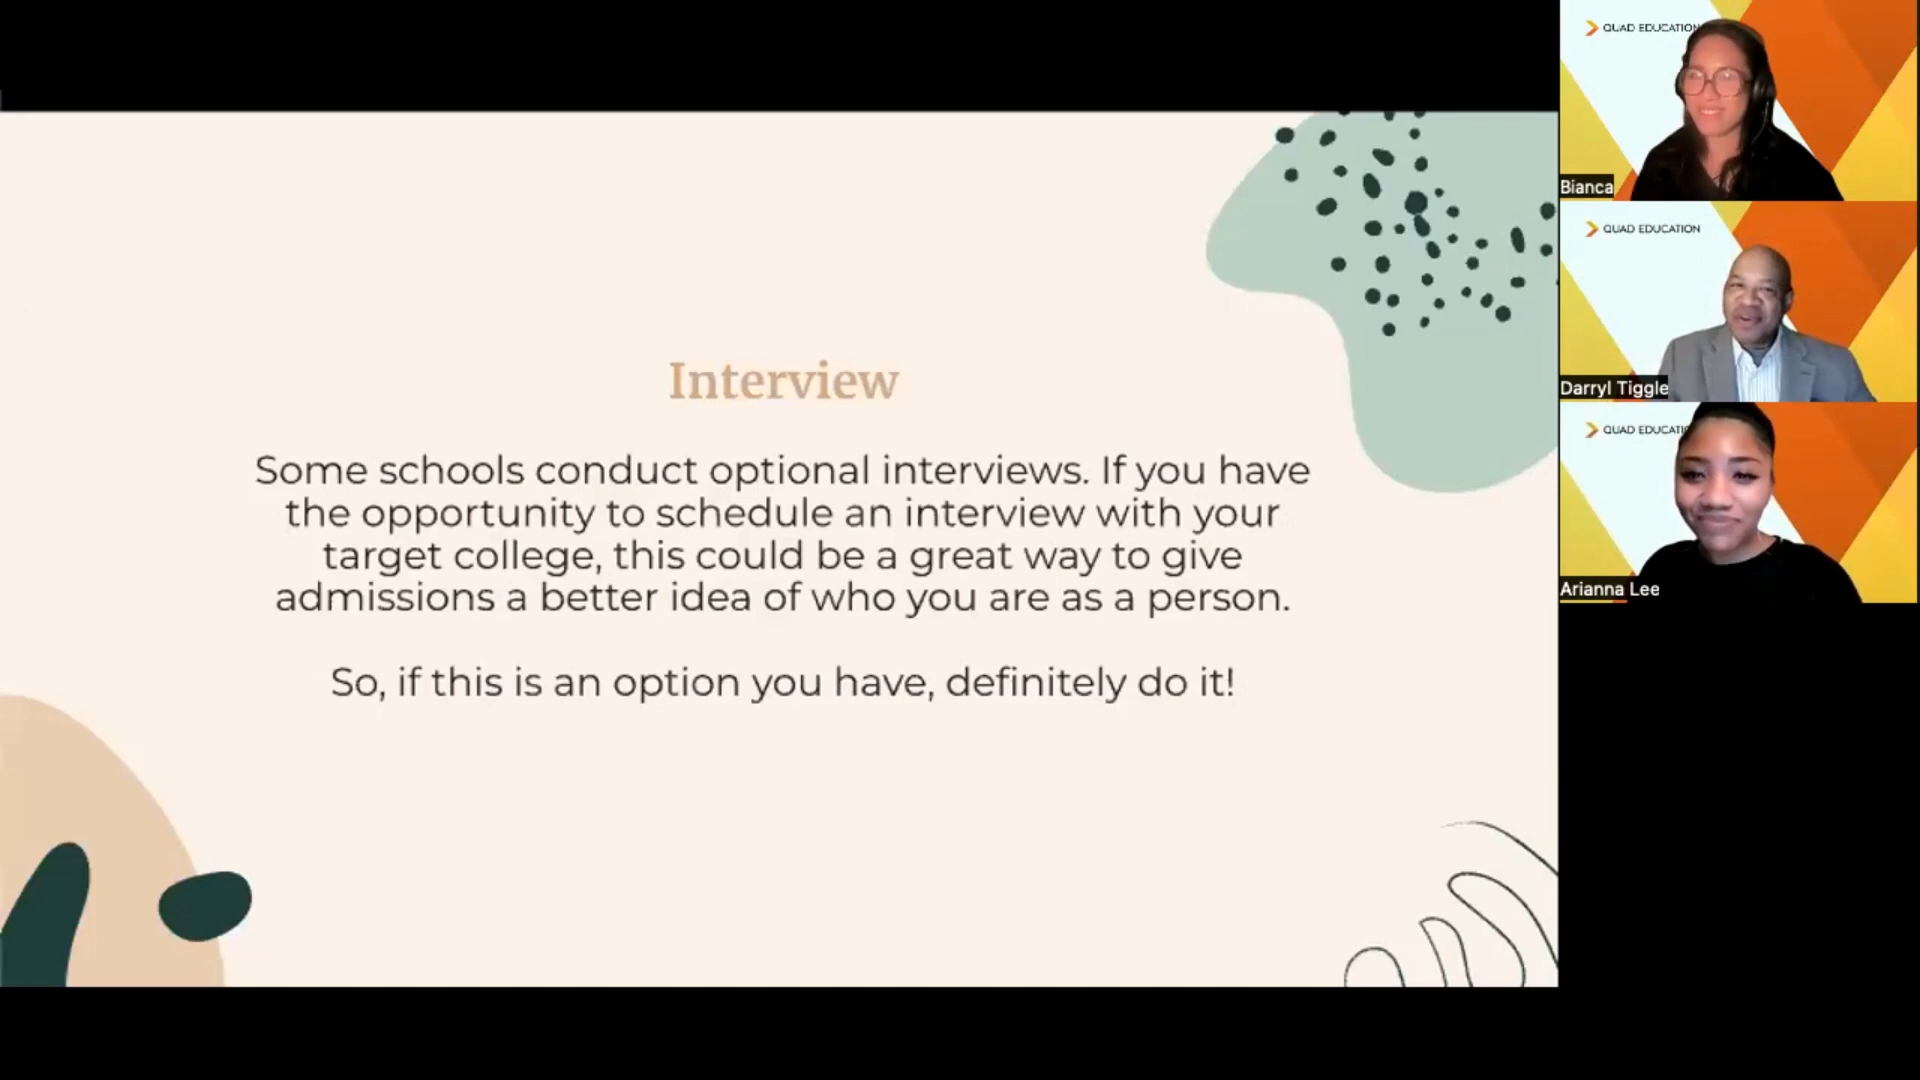 Interview
Some schools conduct optional interviews. If you have
the opportunity to schedule an interview with your
target college, this could be a great way to give
admissions a better idea of who you are as a person.
So, if this is an option you have, definitely do it!
QUAD EDUCATION
Bianca
QUAD EDUCATION
Darryl Tiggle
QUAD EDUCATI
Arianna Lee